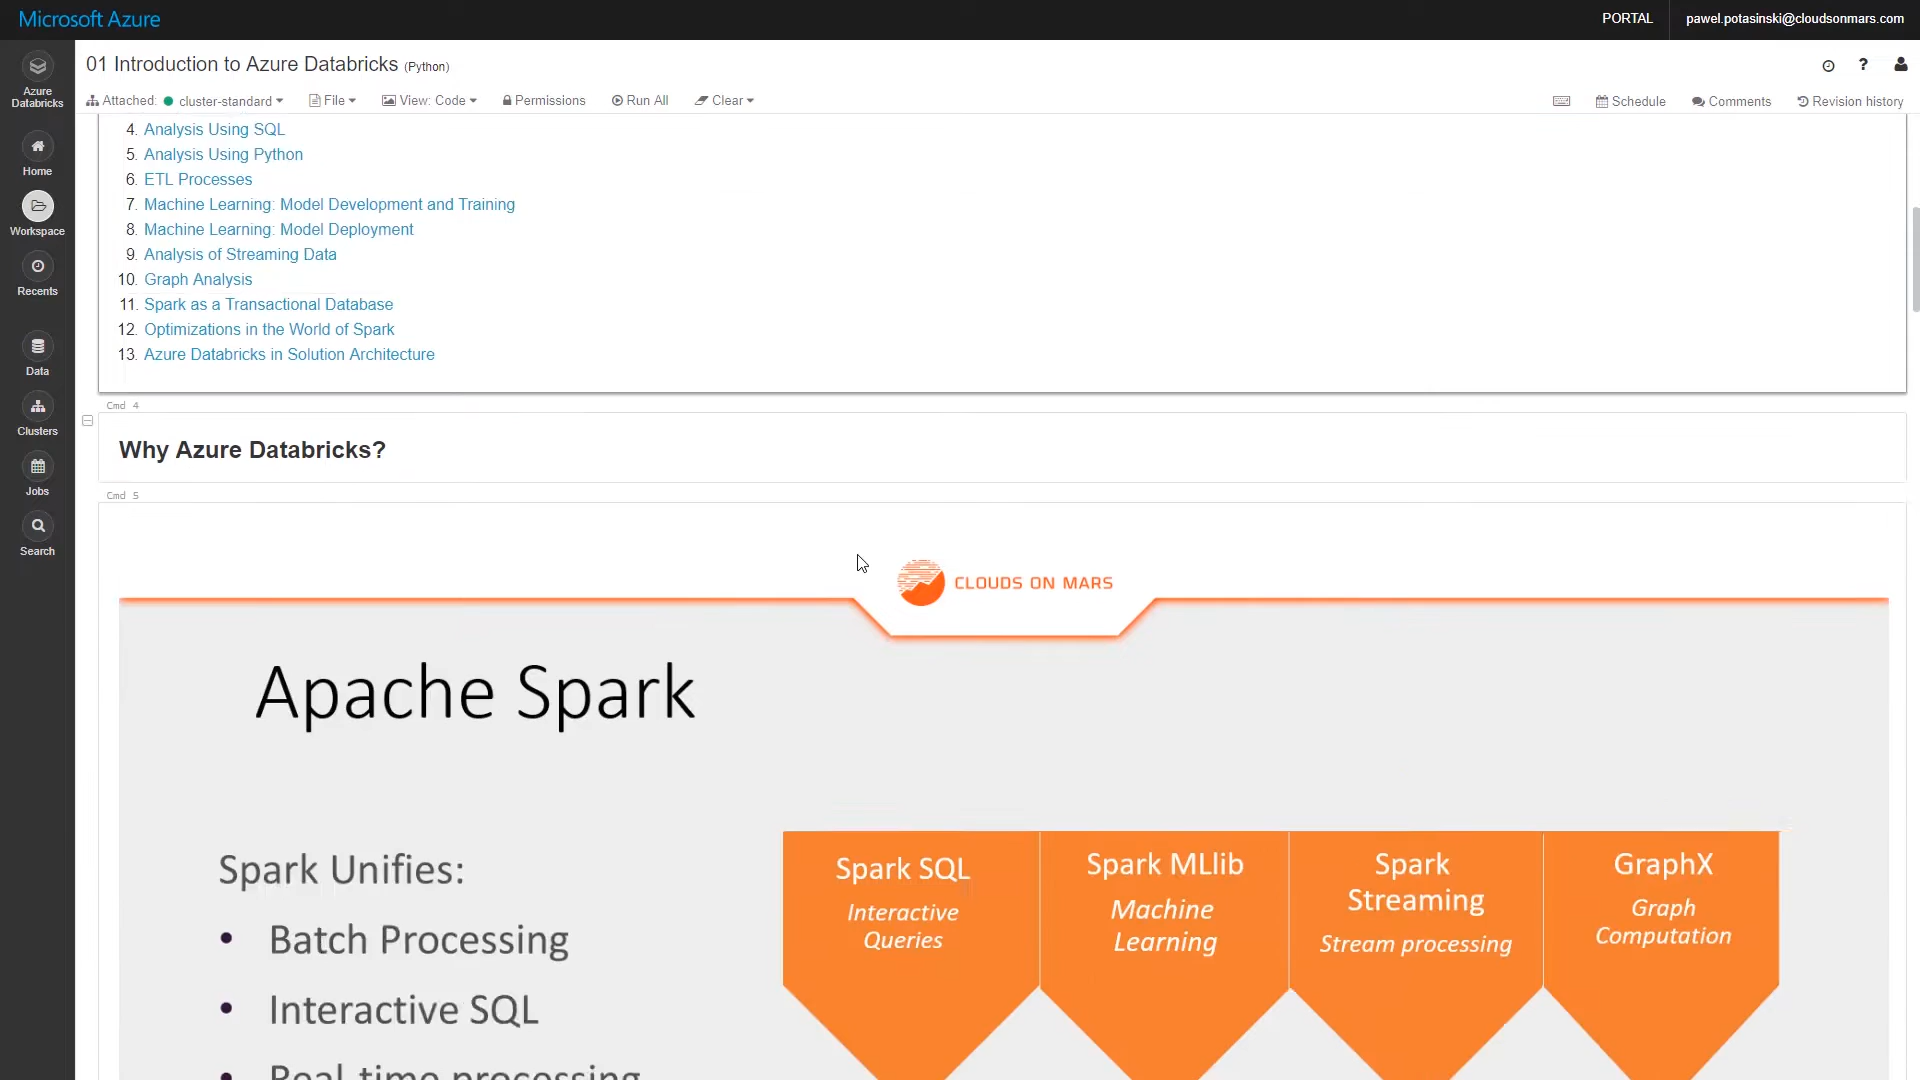 Microsoft Azure
PORTAL
pawel.potasinski@cloudsonmars.com
Azure
Databricks
Home
Workspace
Recents
Data
Clusters
Jobs
Search
01 Introduction to Azure Databricks (Python)
?
Attached: cluster-standard File View: Code Permissions Run All Clear
Schedule Comments Revision history
4. Analysis Using SQL
5. Analysis Using Python
6. ETL Processes
7. Machine Learning: Model Development and Training
8. Machine Learning: Model Deployment
9. Analysis of Streaming Data
10. Graph Analysis
11. Spark as a Transactional Database
12. Optimizations in the World of Spark
13. Azure Databricks in Solution Architecture
Cmd 4
Why Azure Databricks?
Cmd 5
CLOUDS ON MARS
Apache Spark
Spark Unifies:
• Batch Processing
• Interactive SQL
• Real-time processing
Spark SQL
Interactive
Queries
Spark MLlib
Machine
Learning
Spark
Streaming
Stream processing
GraphX
Graph
Computation